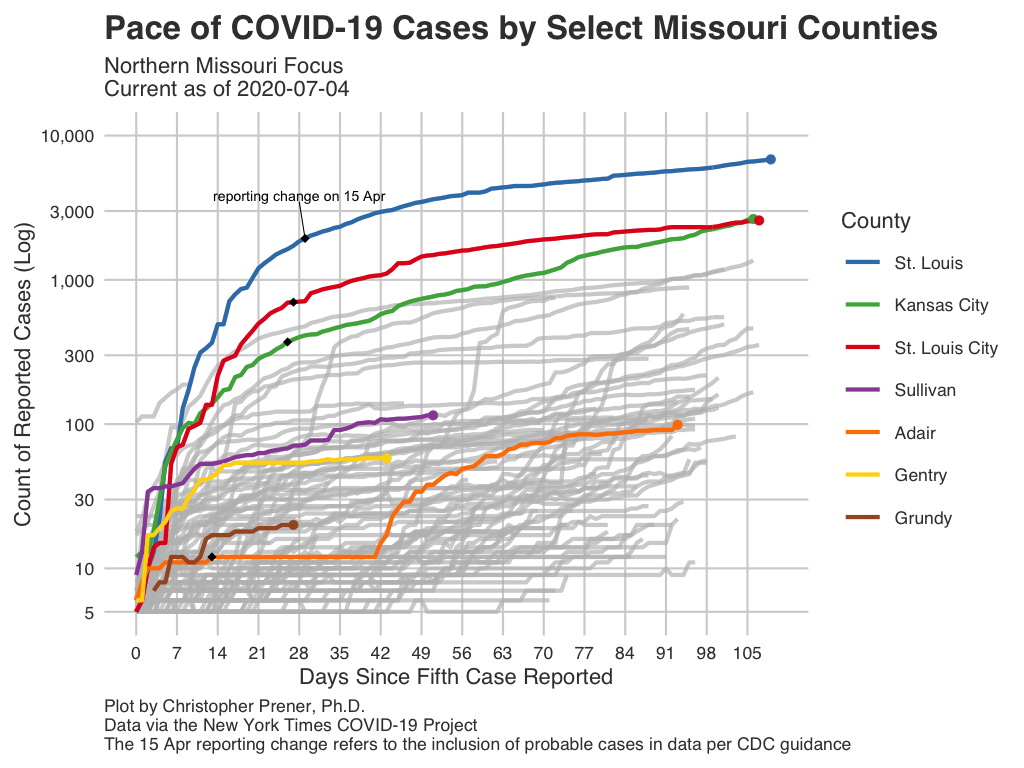 Pace of COVID-19 Cases by Select Missouri Counties
Northern Missouri Focus
Current as of 2020-07-04
Count of Reported Cases (Log)
10,000
3,000
1,000
300
100
30
10
5
reporting change on 15 Apr
0 7 14 21 28 35 42 49 56 63 70 77 84 91 98 105
Days Since Fifth Case Reported
County
St. Louis
Kansas City
St. Louis City
Sullivan
Adair
Gentry
Grundy
Plot by Christopher Prener, Ph.D.
Data via the New York Times COVID-19 Project
The 15 Apr reporting change refers to the inclusion of probable cases in data per CDC guidance